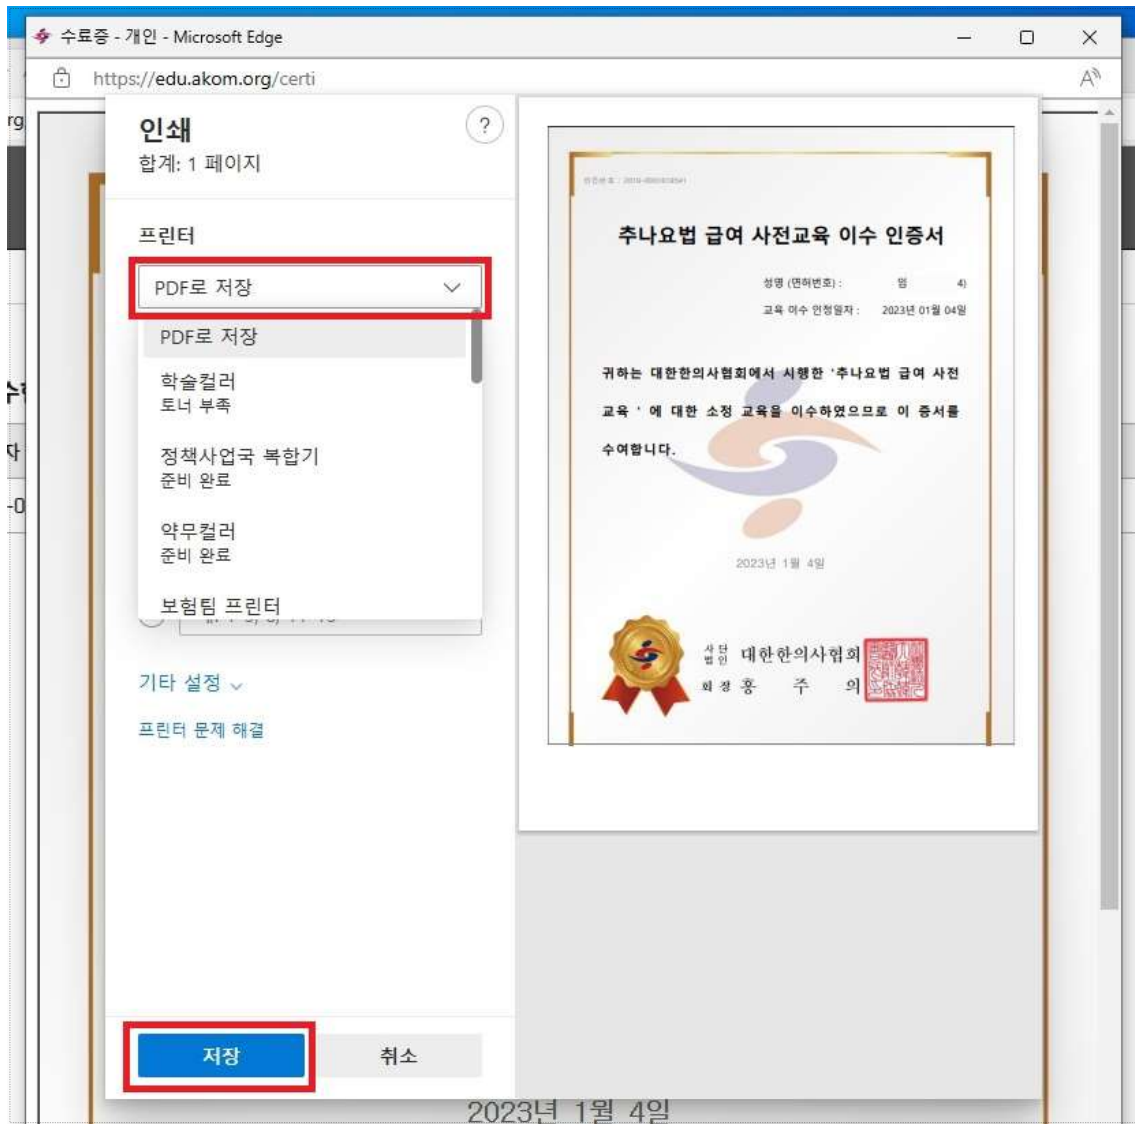 수료증 - 개인 - Microsoft Edge
https://edu.akom.org/certi
인쇄
합계: 1 페이지
?
프린터
PDF로 저장
PDF로 저장
학술컬러
토너 부족
정책사업국 복합기
준비 완료
약무컬러
준비 완료
보험팀 프린터
기타 설정
프린터 문제 해결
저장
취소
추나요법 급여 사전교육 이수 인증서
성명 (면허번호) : 임 4)
교육 이수 인정일자 : 2023년 01월 04일
귀하는 대한한의사협회에서 시행한 '추나요법 급여 사전
교육 ' 에 대한 소정 교육을 이수하였으므로 이 증서를
수여합니다.
2023년 1월 4일
사단법인 대한한의사협회
회장 홍 주 의
2023년 1월 4일